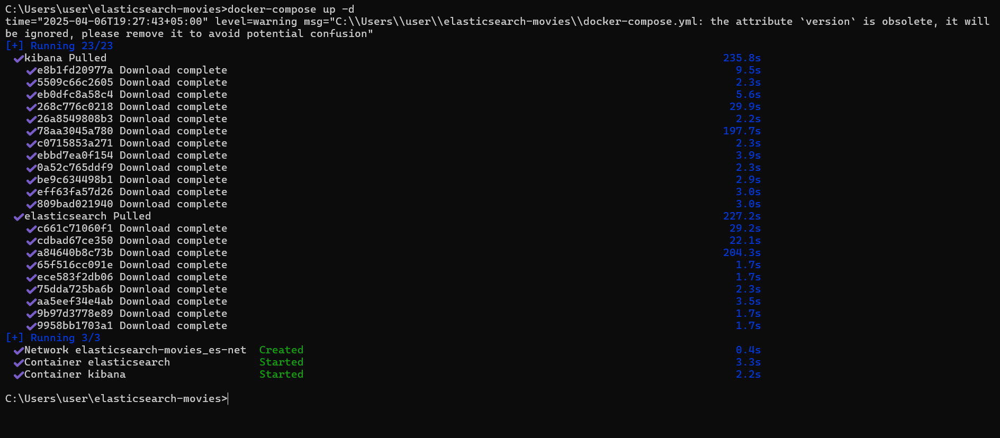 C:\Users\user\elasticsearch-movies>docker-compose up -d
time="2025-04-06T19:27:43+05:00" level=warning msg="C:\\Users\\user\\elasticsearch-movies\\docker-compose.yml: the attribute `version` is obsolete, it will
be ignored, please remove it to avoid potential confusion"
[+] Running 23/23
✔kibana Pulled 235.8s
✔e8b1fd20977a Download complete 9.5s
✔5509c66c2605 Download complete 2.3s
✔eb0dfc8a58c4 Download complete 5.6s
✔268c776c0218 Download complete 29.9s
✔26a8549808b3 Download complete 2.2s
✔78aa3045a780 Download complete 197.7s
✔c0715853a271 Download complete 2.3s
✔ebbd7ea0f154 Download complete 3.9s
✔0a52c765ddf9 Download complete 2.3s
✔be9c634498b1 Download complete 2.9s
✔eff63fa57d26 Download complete 3.0s
✔809bad021940 Download complete 3.0s
✔elasticsearch Pulled 227.2s
✔c661c71060f1 Download complete 29.2s
✔cdbad67ce350 Download complete 22.1s
✔a84640b8c73b Download complete 204.3s
✔65f516cc091e Download complete 1.7s
✔ece583f2db06 Download complete 1.7s
✔75dda725ba6b Download complete 2.3s
✔aa5eef34e4ab Download complete 3.5s
✔9b97d3778e89 Download complete 1.7s
✔9958bb1703a1 Download complete 1.7s
[+] Running 3/3
✔Network elasticsearch-movies_es-net Created 0.4s
✔Container elasticsearch Started 3.3s
✔Container kibana Started 2.2s
C:\Users\user\elasticsearch-movies>